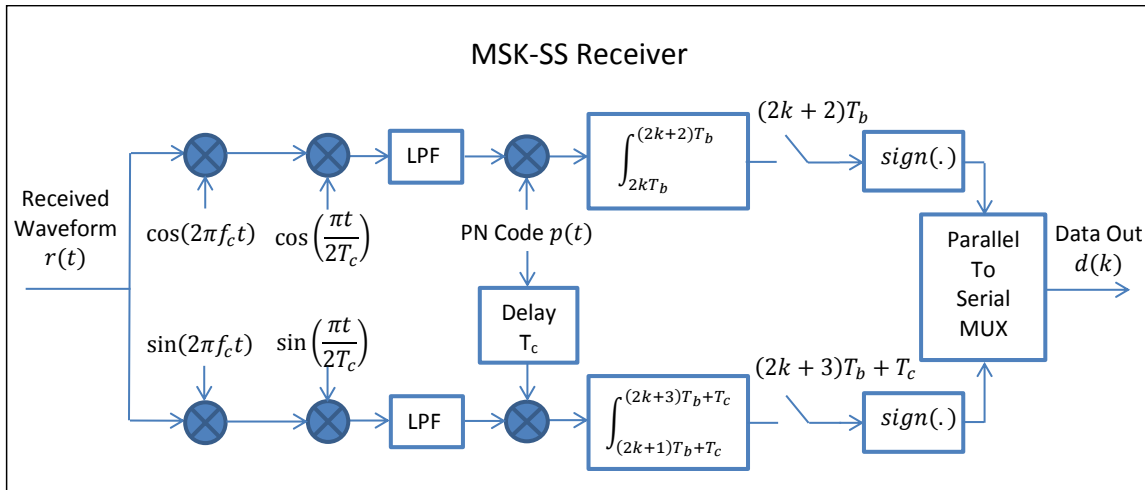 MSK-SS Receiver
(2k + 2)T_b
∫_{2kT_b}^{(2k+2)T_b}
sign(.)
LPF
Received
Waveform
r(t)
cos(2πf_ct)
cos(πt/2T_c)
PN Code p(t)
Parallel
To
Serial
MUX
Data Out
d(k)
Delay
T_c
sin(2πf_ct)
sin(πt/2T_c)
(2k + 3)T_b + T_c
LPF
∫_{(2k+1)T_b+T_c}^{(2k+3)T_b+T_c}
sign(.)